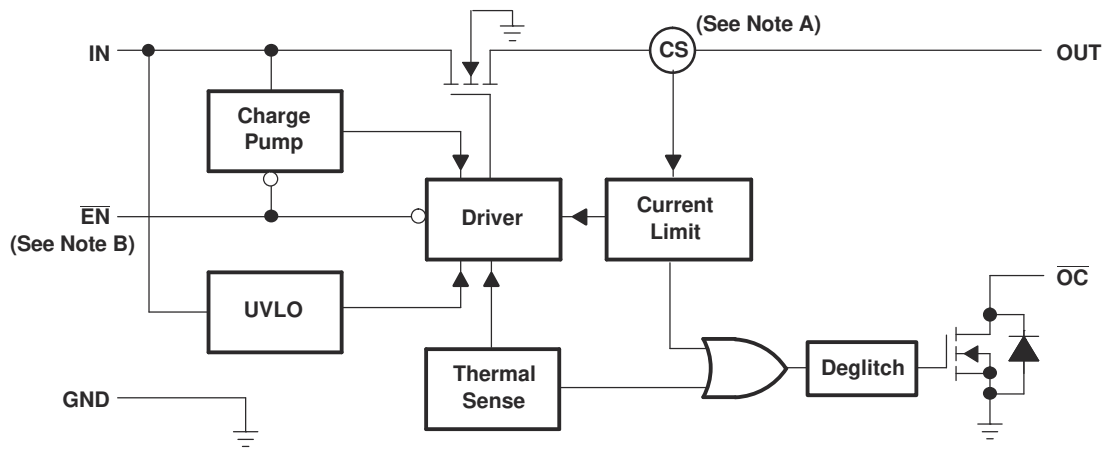 (See Note A)
IN
CS
OUT
Charge
Pump
EN
(See Note B)
Driver
Current
Limit
OC
UVLO
Thermal
Sense
Deglitch
GND